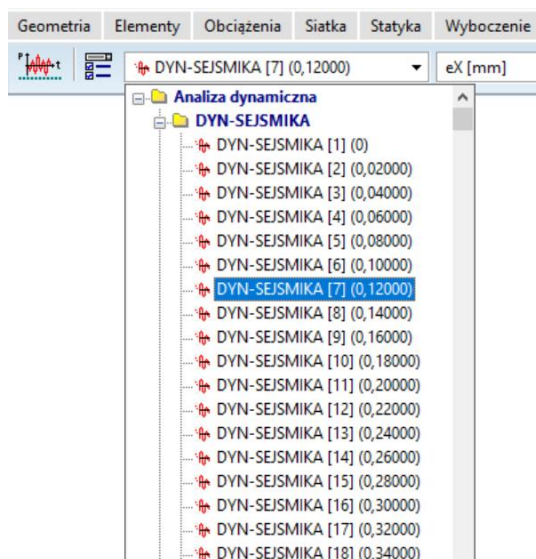 Geometria Elementy Obciążenia Siatka Statyka Wyboczenie
P t DYN-SEJSMIKA [7] (0,12000) eX [mm]
Analiza dynamiczna
DYN-SEJSMIKA
DYN-SEJSMIKA [1] (0)
DYN-SEJSMIKA [2] (0,02000)
DYN-SEJSMIKA [3] (0,04000)
DYN-SEJSMIKA [4] (0,06000)
DYN-SEJSMIKA [5] (0,08000)
DYN-SEJSMIKA [6] (0,10000)
DYN-SEJSMIKA [7] (0,12000)
DYN-SEJSMIKA [8] (0,14000)
DYN-SEJSMIKA [9] (0,16000)
DYN-SEJSMIKA [10] (0,18000)
DYN-SEJSMIKA [11] (0,20000)
DYN-SEJSMIKA [12] (0,22000)
DYN-SEJSMIKA [13] (0,24000)
DYN-SEJSMIKA [14] (0,26000)
DYN-SEJSMIKA [15] (0,28000)
DYN-SEJSMIKA [16] (0,30000)
DYN-SEJSMIKA [17] (0,32000)
DYN-SEJSMIKA [18] (0,34000)